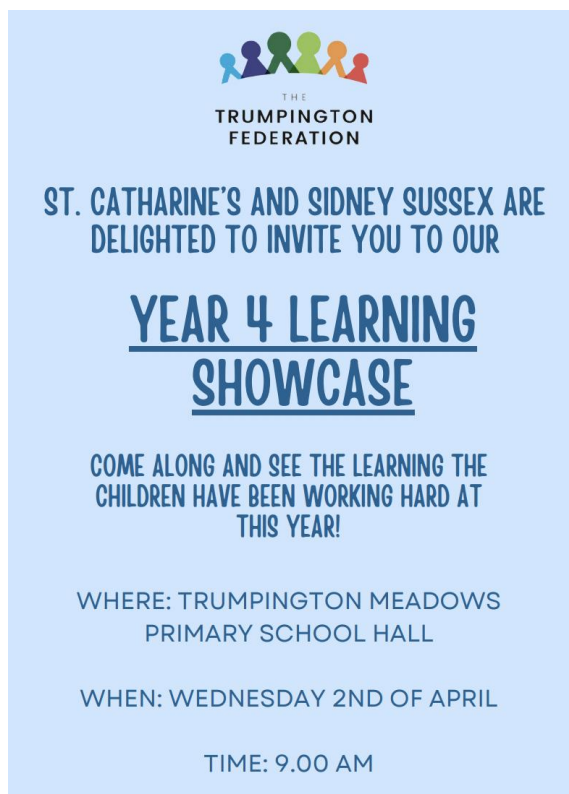 THE
TRUMPINGTON
FEDERATION
ST. CATHARINE'S AND SIDNEY SUSSEX ARE
DELIGHTED TO INVITE YOU TO OUR
YEAR 4 LEARNING
SHOWCASE
COME ALONG AND SEE THE LEARNING THE
CHILDREN HAVE BEEN WORKING HARD AT
THIS YEAR!
WHERE: TRUMPINGTON MEADOWS
PRIMARY SCHOOL HALL
WHEN: WEDNESDAY 2ND OF APRIL
TIME: 9.00 AM